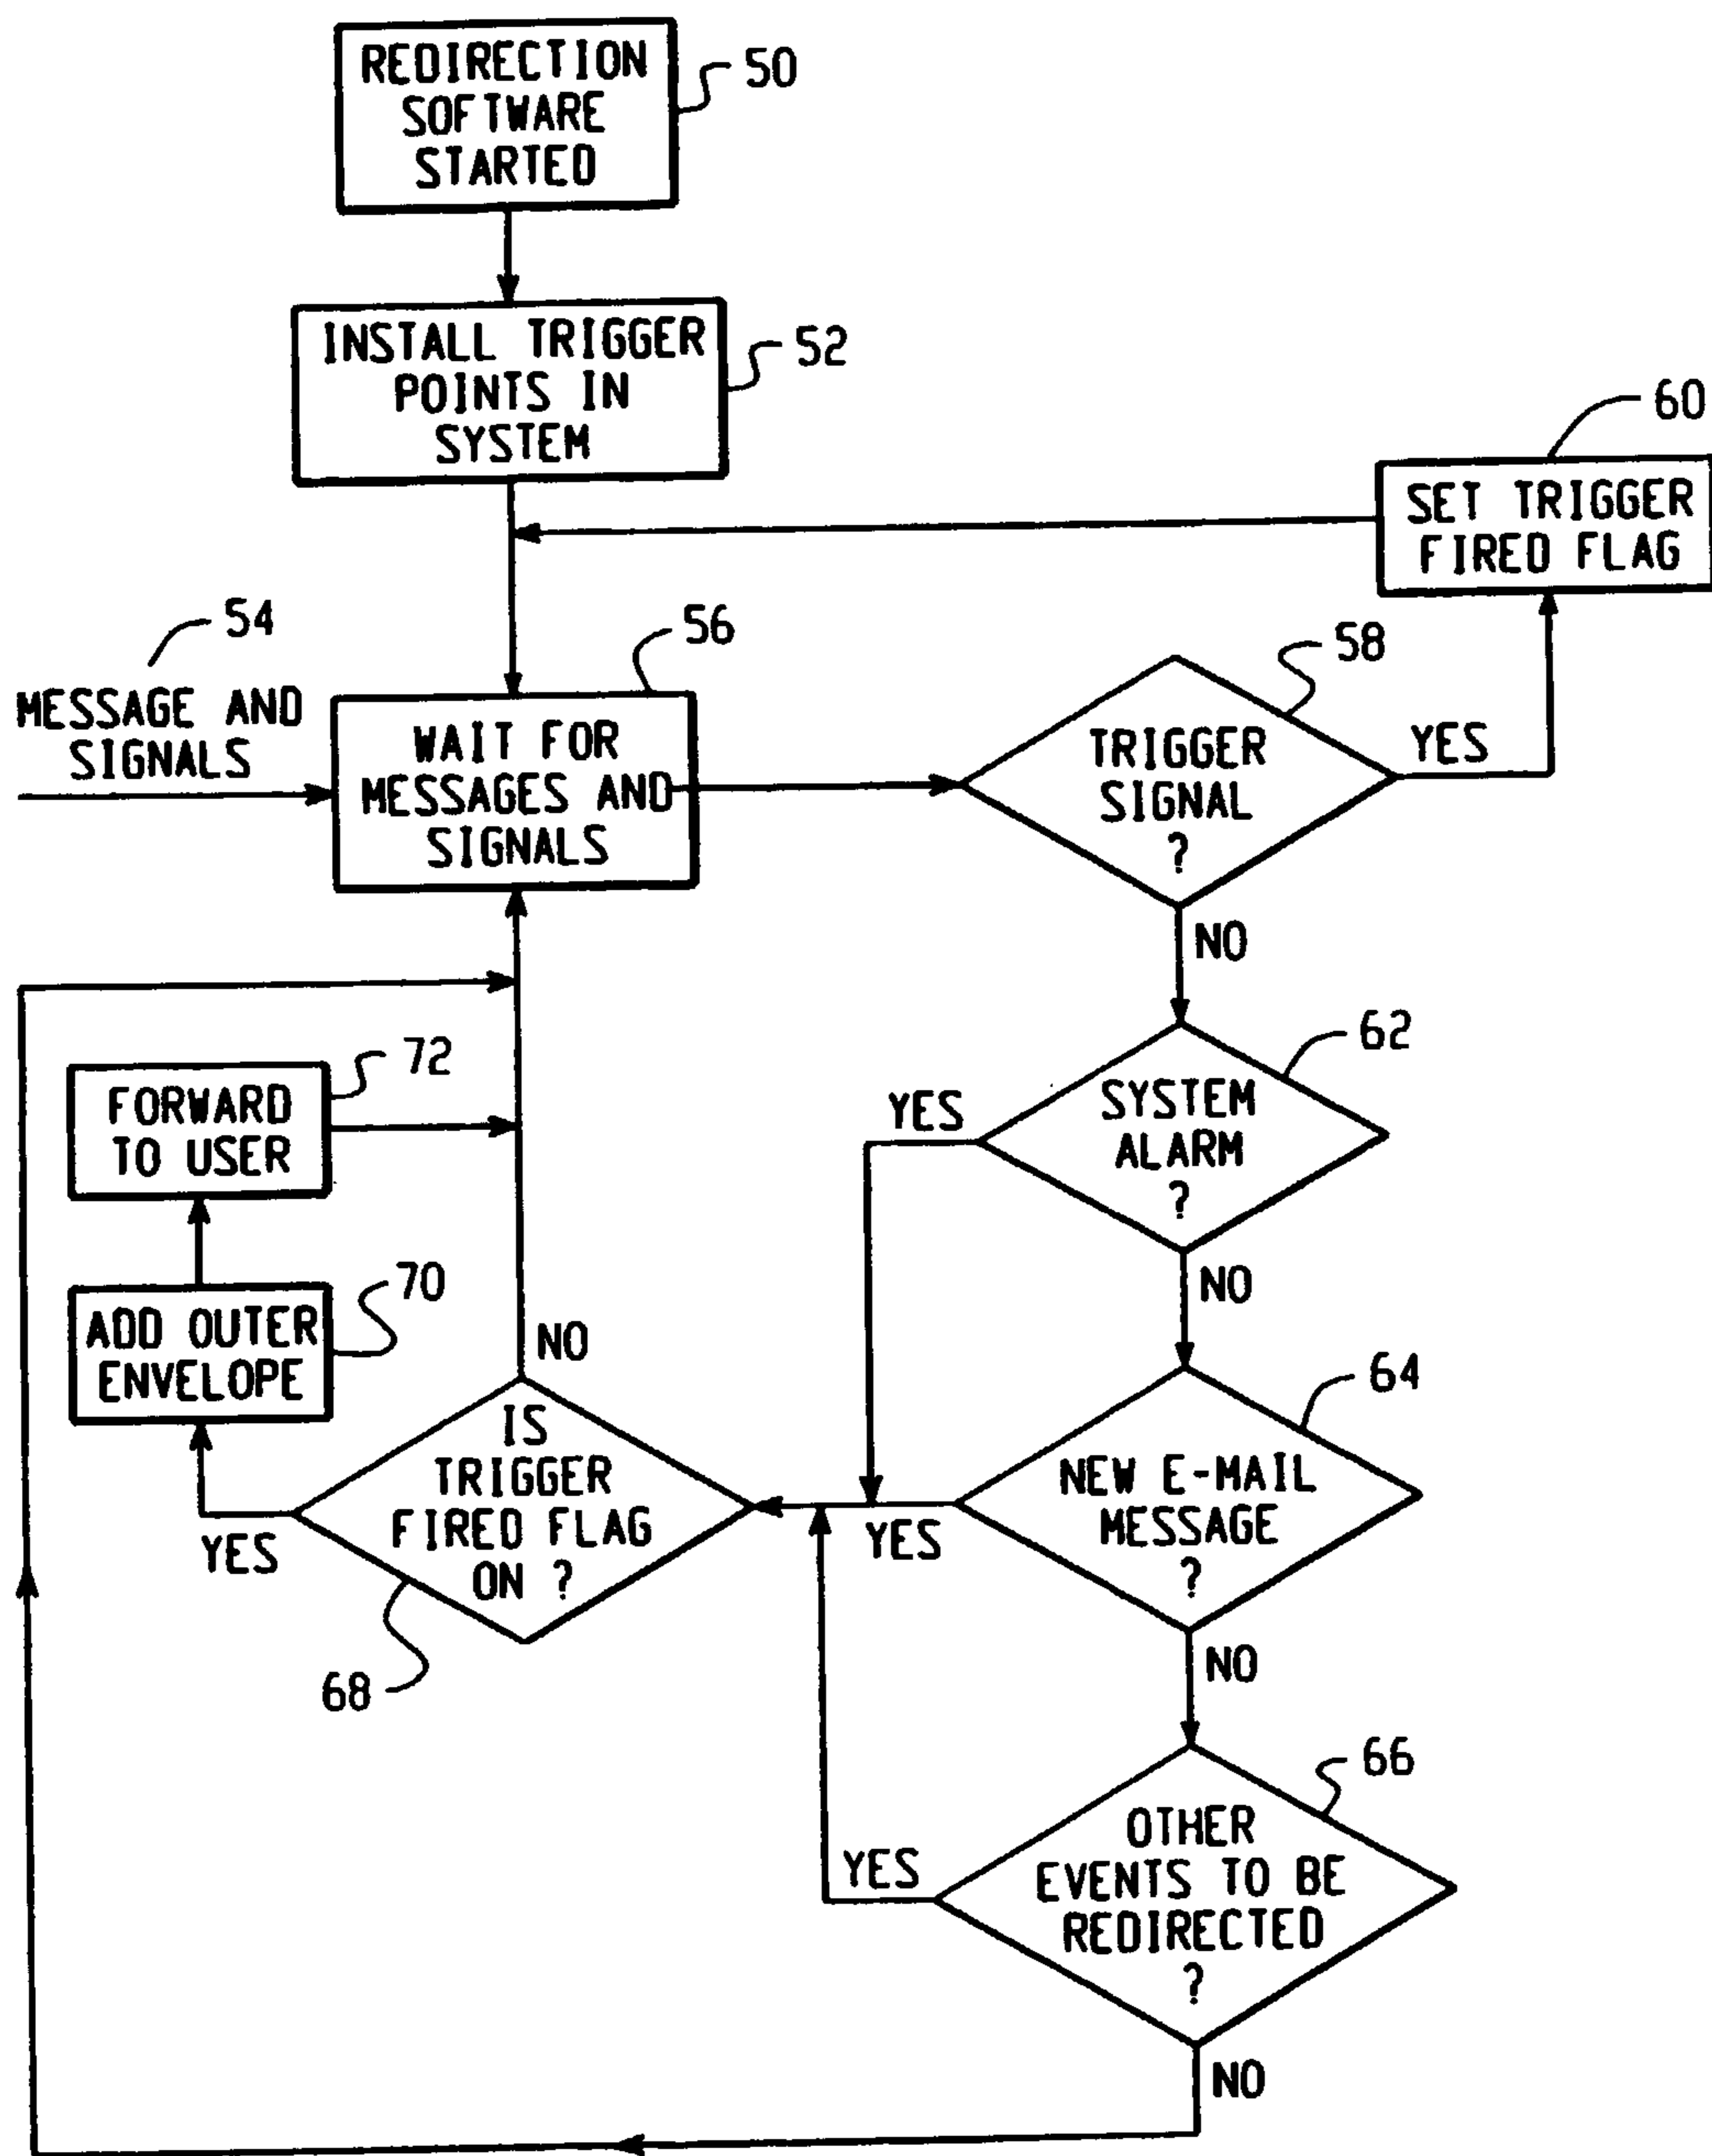 REDIRECTION
SOFTWARE
STARTED
50
INSTALL TRIGGER
POINTS IN
SYSTEM
52
60
SET TRIGGER
FIRED FLAG
54
MESSAGE AND
SIGNALS
56
WAIT FOR
MESSAGES AND
SIGNALS
58
TRIGGER
SIGNAL
?
YES
NO
62
SYSTEM
ALARM
?
YES
NO
72
FORWARD
TO USER
70
ADD OUTER
ENVELOPE
NO
IS
TRIGGER
FIRED FLAG
ON ?
YES
68
64
NEW E-MAIL
MESSAGE
?
YES
NO
66
OTHER
EVENTS TO BE
REDIRECTED
?
YES
NO